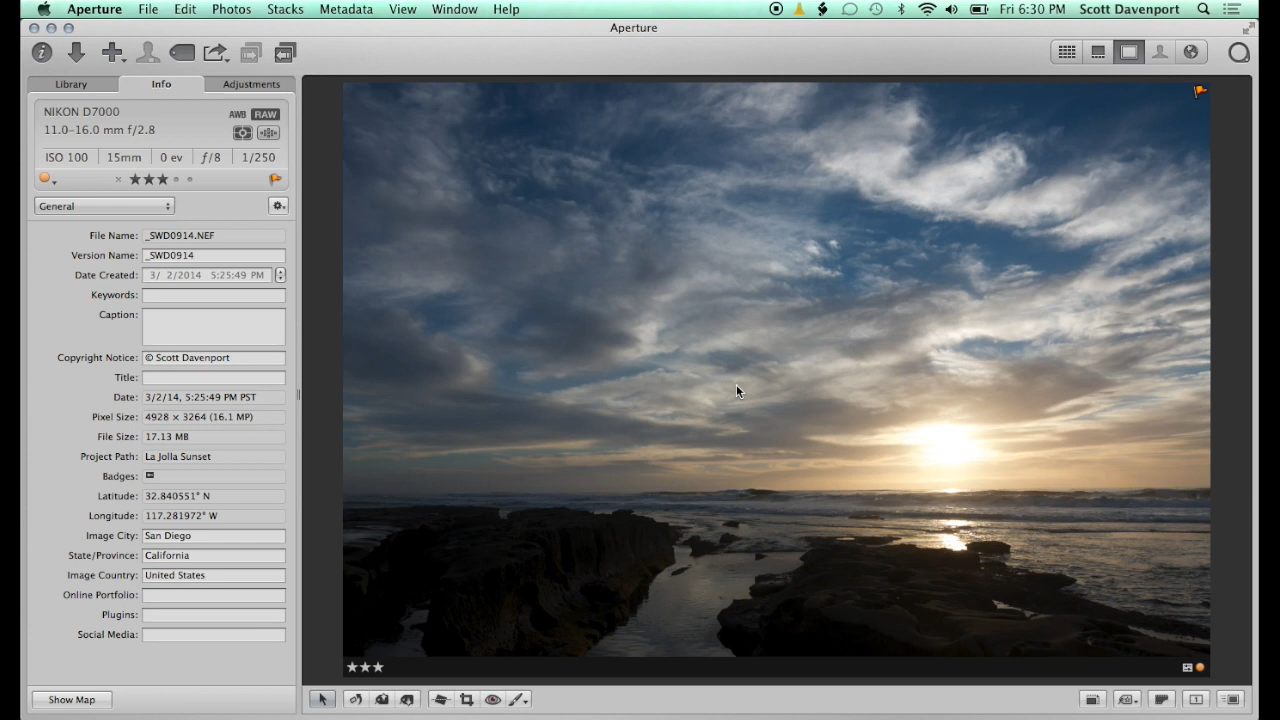 Aperture File Edit Photos Stacks Metadata View Window Help Fri 6:30 PM Scott Davenport
Aperture
Library Info Adjustments
NIKON D7000 AWB RAW
11.0-16.0 mm f/2.8
ISO 100 15mm 0 ev ƒ/8 1/250
General
File Name: _SWD0914.NEF
Version Name: _SWD0914
Date Created: 3/ 2/2014 5:25:49 PM
Keywords:
Caption:
Copyright Notice: © Scott Davenport
Title:
Date: 3/2/14, 5:25:49 PM PST
Pixel Size: 4928 × 3264 (16.1 MP)
File Size: 17.13 MB
Project Path: La Jolla Sunset
Badges:
Latitude: 32.840551° N
Longitude: 117.281972° W
Image City: San Diego
State/Province: California
Image Country: United States
Online Portfolio:
Plugins:
Social Media:
Show Map
1